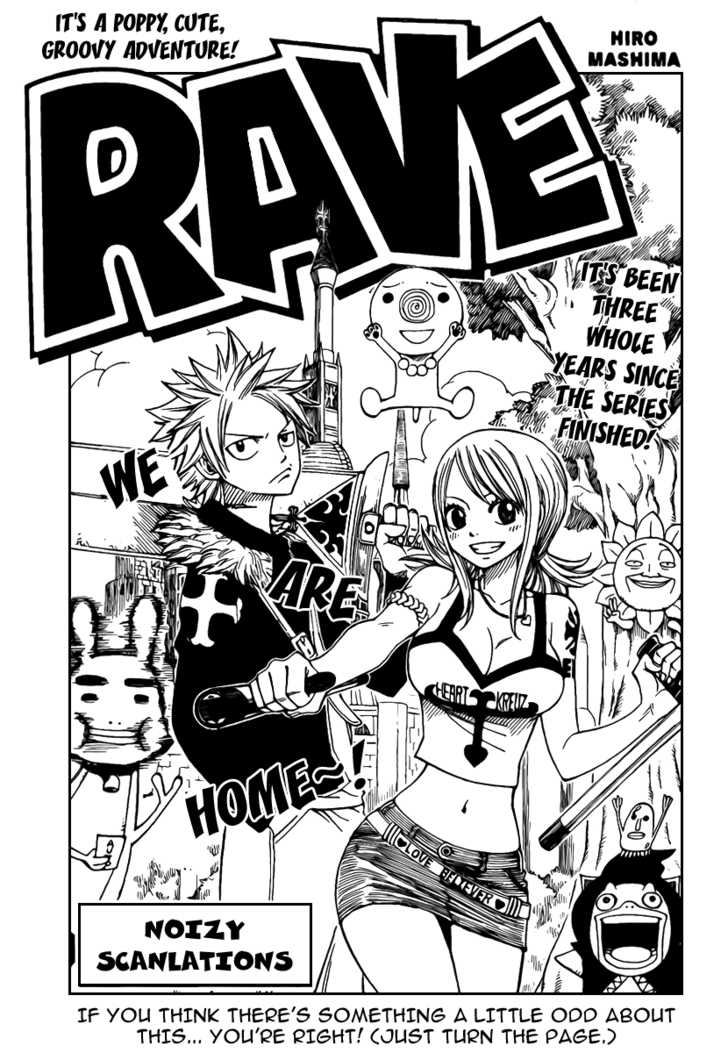 IT'S A POPPY, CUTE,
GROOVY ADVENTURE!
HIRO
MASHIMA
RAVE
IT'S BEEN
THREE
WHOLE
YEARS SINCE
THE SERIES
FINISHED!
WE
ARE
HOME~!
HEART KREUZ
LOVE BELIEVER
NOIZY
SCANLATIONS
IF YOU THINK THERE'S SOMETHING A LITTLE ODD ABOUT
THIS... YOU'RE RIGHT! (JUST TURN THE PAGE.)